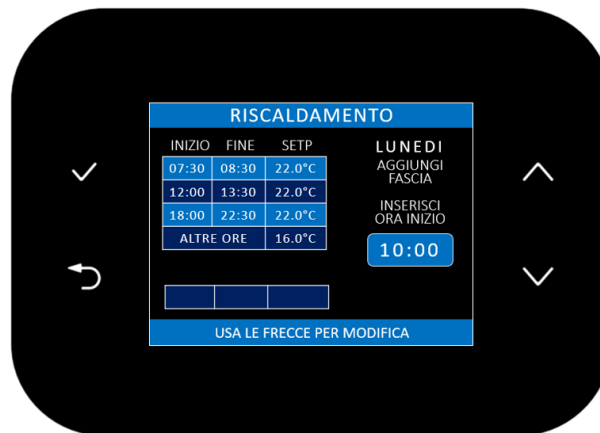 RISCALDAMENTO
INIZIO FINE SETP
07:30 08:30 22.0°C
12:00 13:30 22.0°C
18:00 22:30 22.0°C
ALTRE ORE 16.0°C
LUNEDI
AGGIUNGI
FASCIA
INSERISCI
ORA INIZIO
10:00
USA LE FRECCE PER MODIFICA